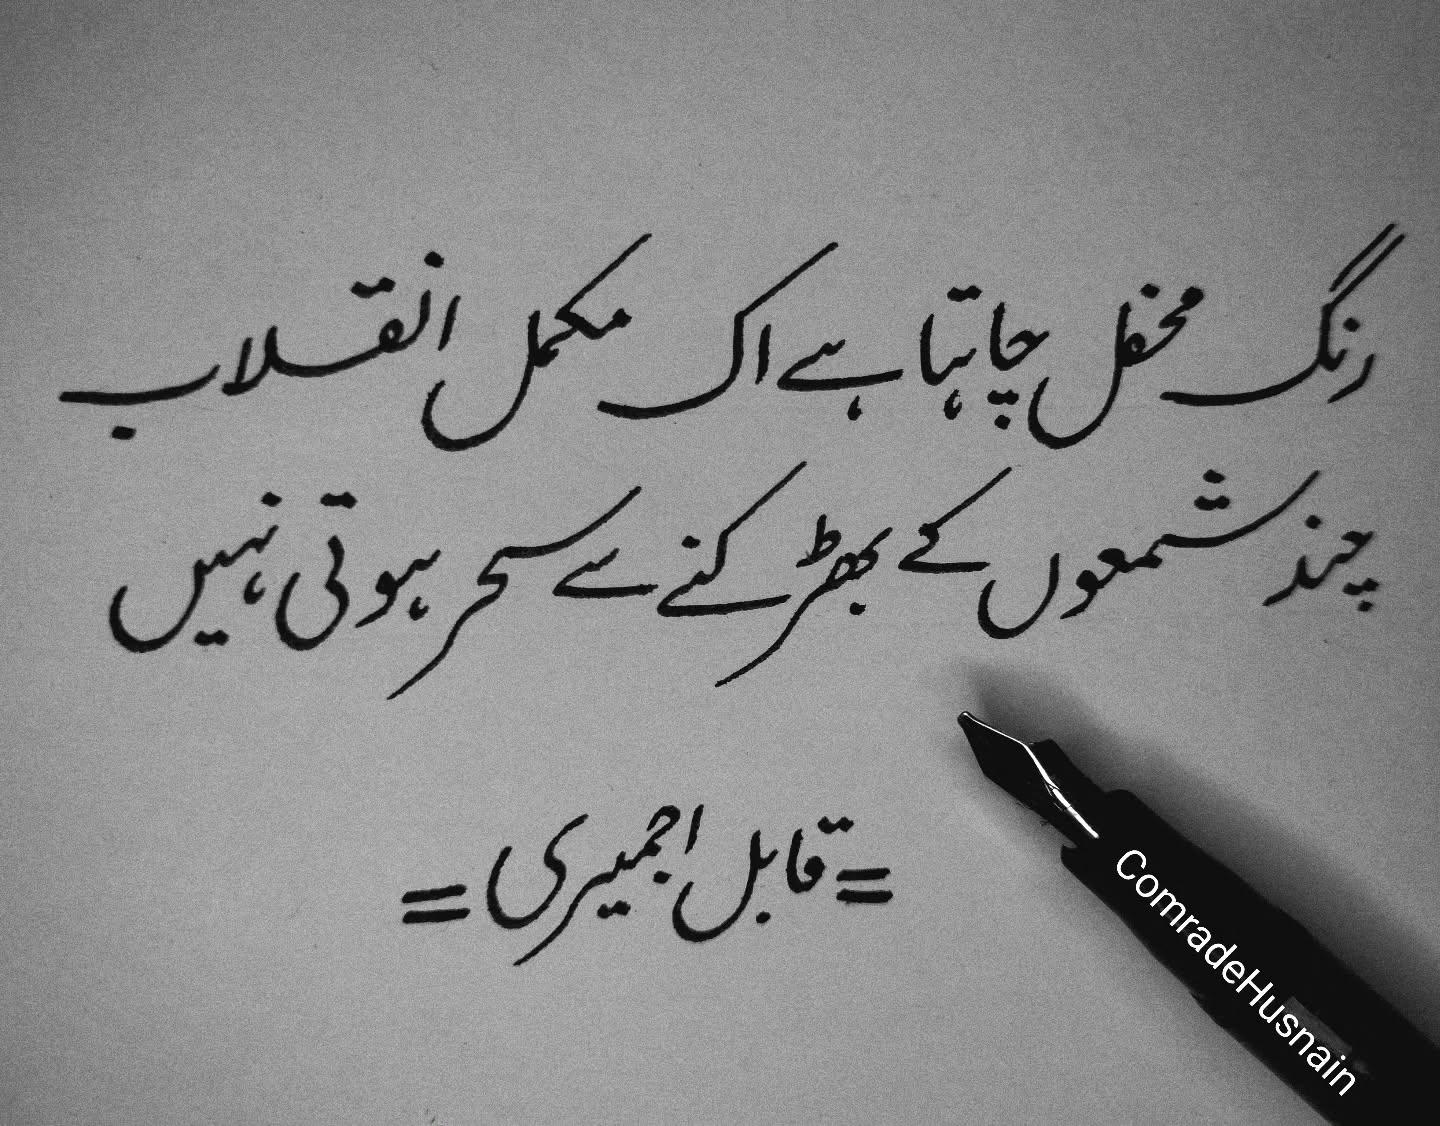 رنگ محفل چاہتا ہے اک مکمل انقلاب
چند شمعوں کے بھڑکنے سے سحر ہوتی نہیں
= قابل اجمیری =
ComradeHusnain